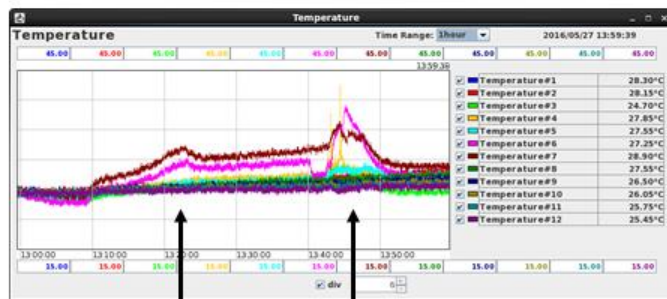 Temperature
Temperature
Time Range: 1hour
2016/05/27 13:59:39
45.00 45.00 45.00 45.00 45.00 45.00 45.00 45.00 45.00 45.00 45.00 45.00
13:59:39
Temperature#1 28.30°C
Temperature#2 28.15°C
Temperature#3 24.70°C
Temperature#4 27.85°C
Temperature#5 27.55°C
Temperature#6 27.25°C
Temperature#7 28.90°C
Temperature#8 27.55°C
Temperature#9 26.50°C
Temperature#10 26.05°C
Temperature#11 25.75°C
Temperature#12 25.45°C
13:00:00 13:10:00 13:20:00 13:30:00 13:40:00 13:50:00
15.00 15.00 15.00 15.00 15.00 15.00 15.00 15.00 15.00 15.00 15.00 15.00
div 6